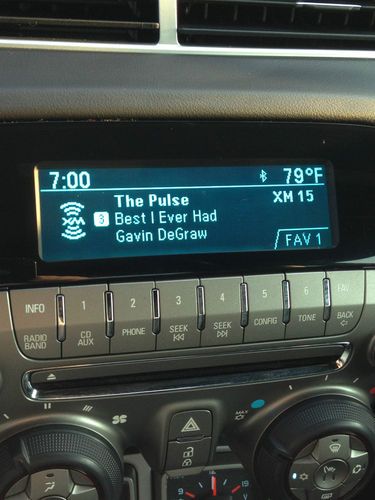 7:00 79°F
The Pulse XM 15
XM 3 Best I Ever Had
Gavin DeGraw
FAV 1
INFO 1 2 3 4 5 6 FAV
RADIO BAND CD AUX PHONE SEEK SEEK CONFIG TONE BACK
MAX